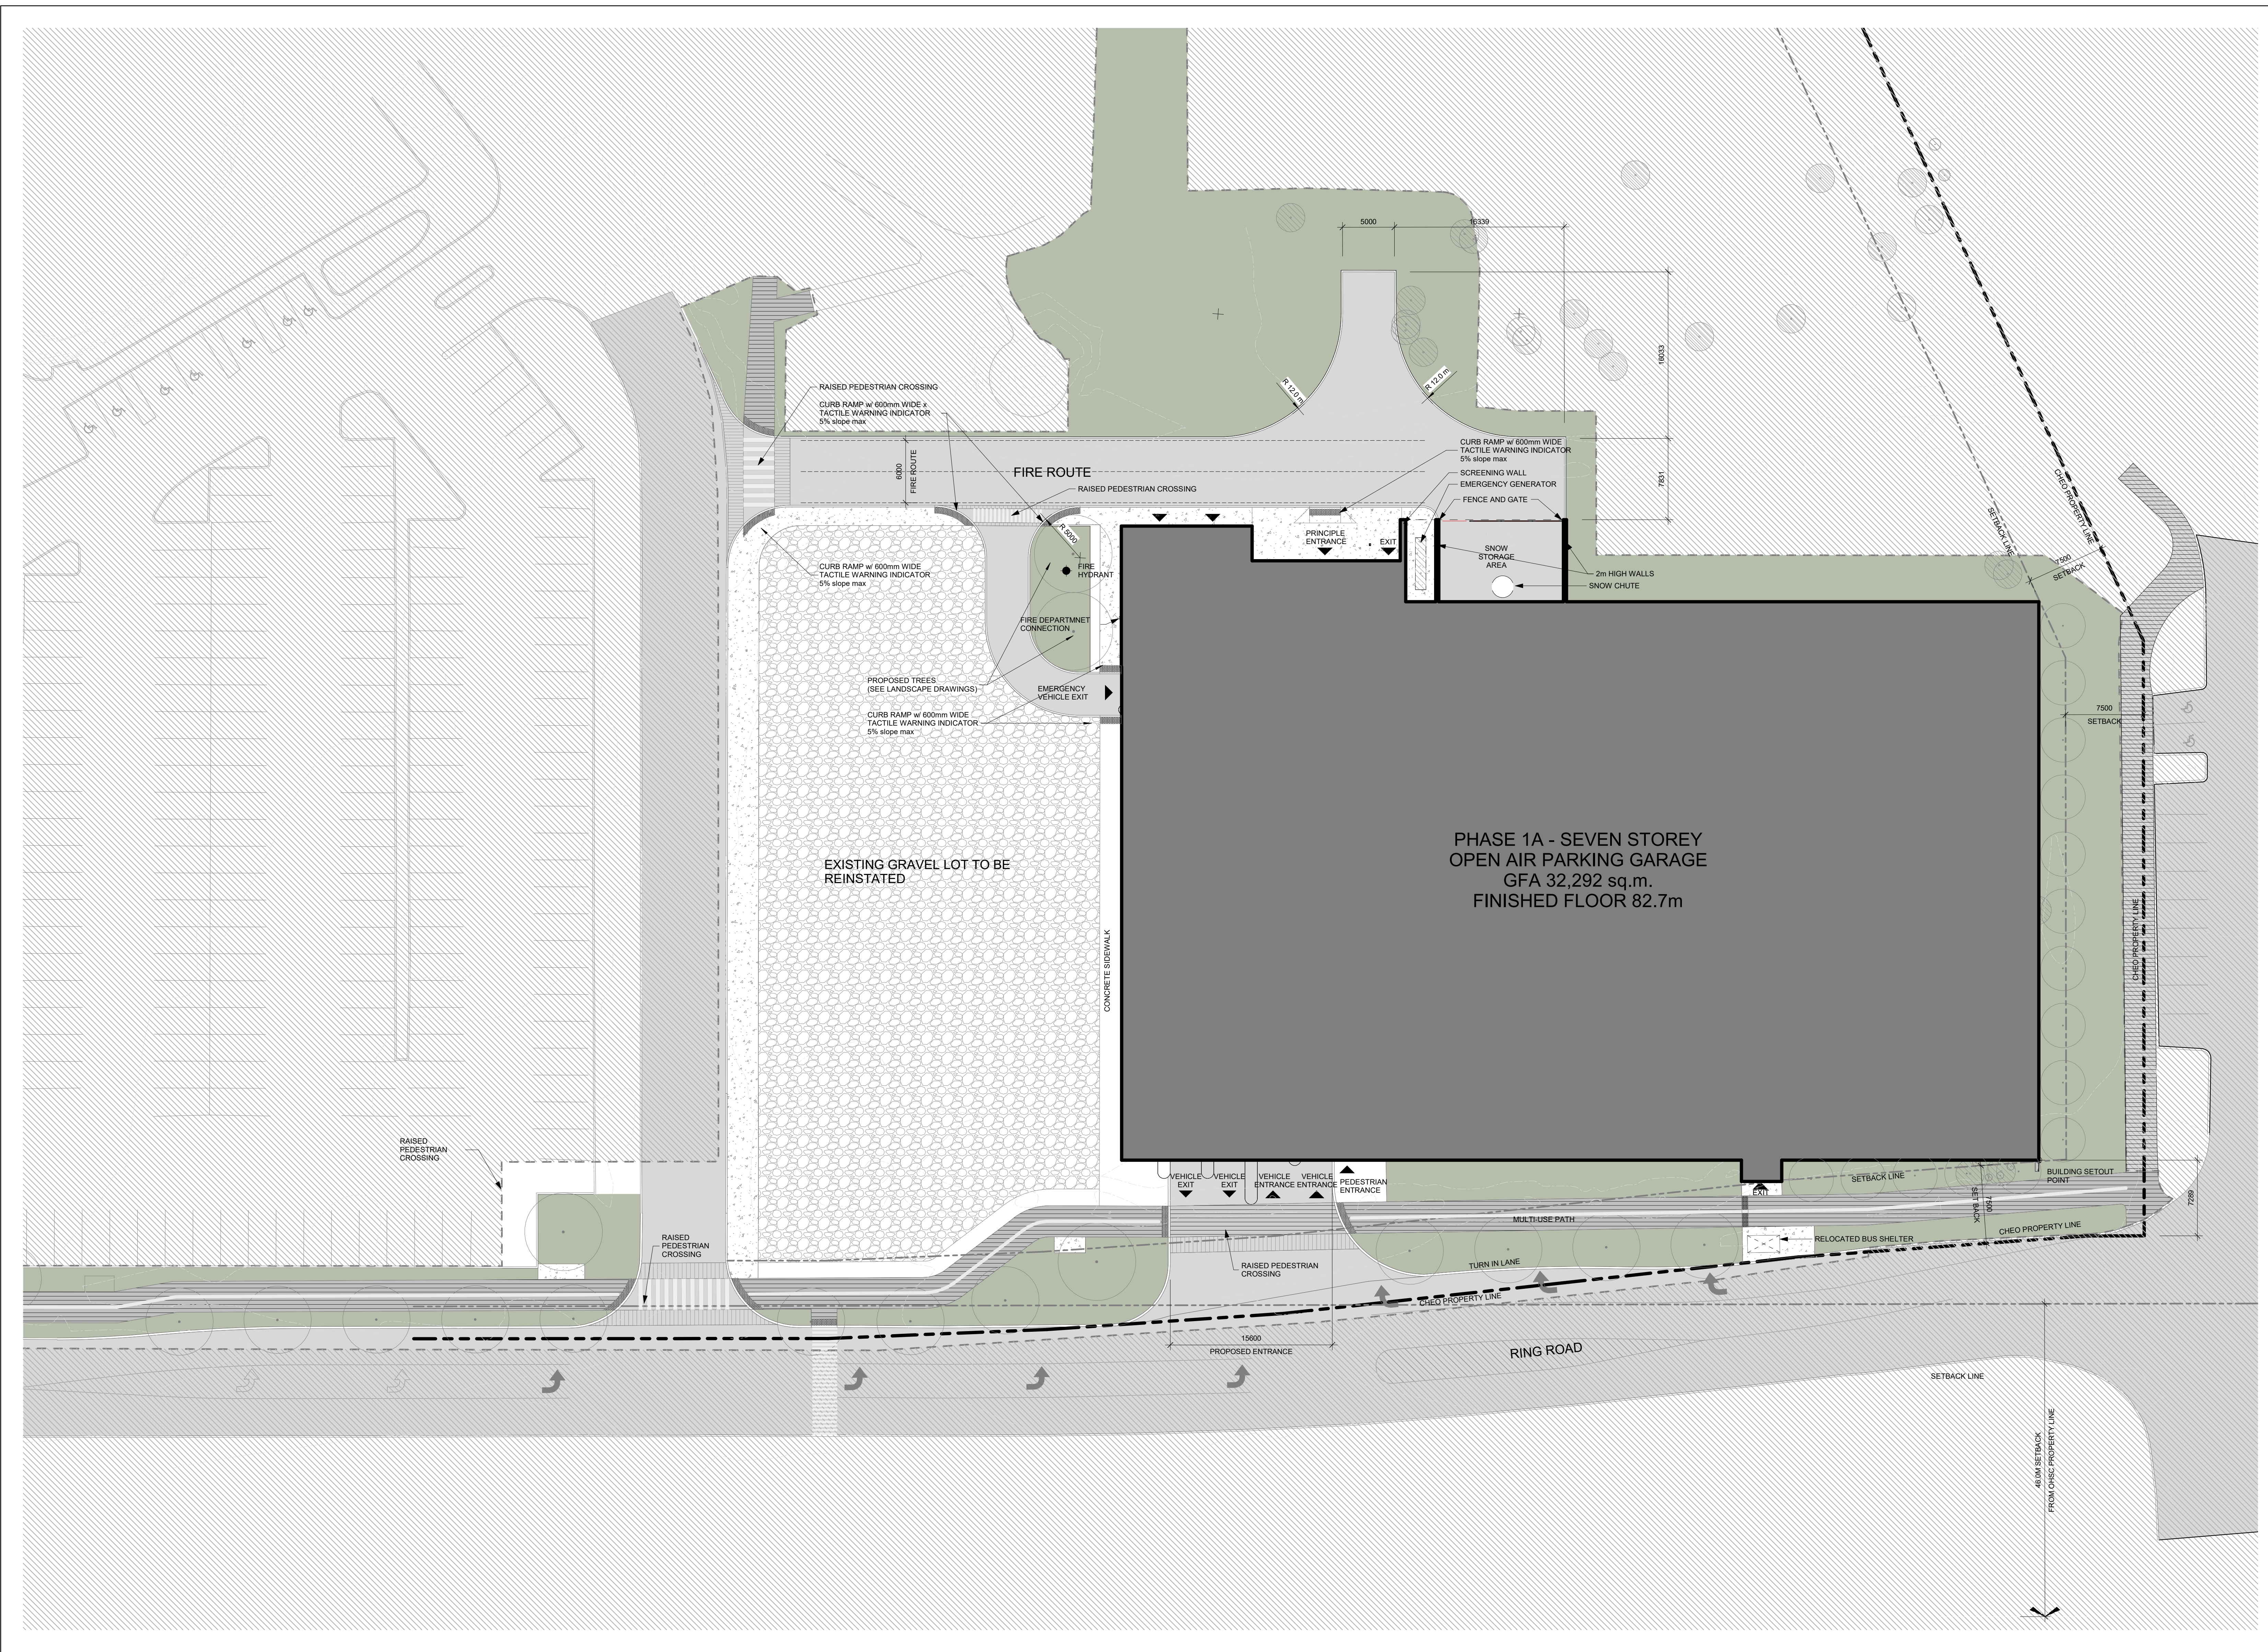 5000
16339
16033
7631
R 12.0 m
R 12.0 m
RAISED PEDESTRIAN CROSSING
CURB RAMP w/ 600mm WIDE x
TACTILE WARNING INDICATOR
5% slope max
6000
FIRE ROUTE
FIRE ROUTE
RAISED PEDESTRIAN CROSSING
CURB RAMP w/ 600mm WIDE
TACTILE WARNING INDICATOR
5% slope max
SCREENING WALL
EMERGENCY GENERATOR
FENCE AND GATE
R 5000
PRINCIPLE
ENTRANCE
EXIT
SNOW
STORAGE
AREA
2m HIGH WALLS
SNOW CHUTE
CURB RAMP w/ 600mm WIDE
TACTILE WARNING INDICATOR
5% slope max
FIRE
HYDRANT
FIRE DEPARTMNET
CONNECTION
PROPOSED TREES
(SEE LANDSCAPE DRAWINGS)
EMERGENCY
VEHICLE EXIT
CURB RAMP w/ 600mm WIDE
TACTILE WARNING INDICATOR
5% slope max
CHEO PROPERTY LINE
SETBACK LINE
7500
SETBACK
7500
SETBACK
CHEO PROPERTY LINE
EXISTING GRAVEL LOT TO BE
REINSTATED
CONCRETE SIDEWALK
PHASE 1A - SEVEN STOREY
OPEN AIR PARKING GARAGE
GFA 32,292 sq.m.
FINISHED FLOOR 82.7m
RAISED
PEDESTRIAN
CROSSING
RAISED
PEDESTRIAN
CROSSING
VEHICLE
EXIT
VEHICLE
EXIT
VEHICLE
ENTRANCE
VEHICLE
ENTRANCE
PEDESTRIAN
ENTRANCE
EXIT
SETBACK LINE
BUILDING SETOUT
POINT
7500
SET BACK
7289
MULTI-USE PATH
CHEO PROPERTY LINE
RELOCATED BUS SHELTER
RAISED PEDESTRIAN
CROSSING
TURN IN LANE
CHEO PROPERTY LINE
15600
PROPOSED ENTRANCE
RING ROAD
SETBACK LINE
46.0M SETBACK
FROM OHSC PROPERTY LINE